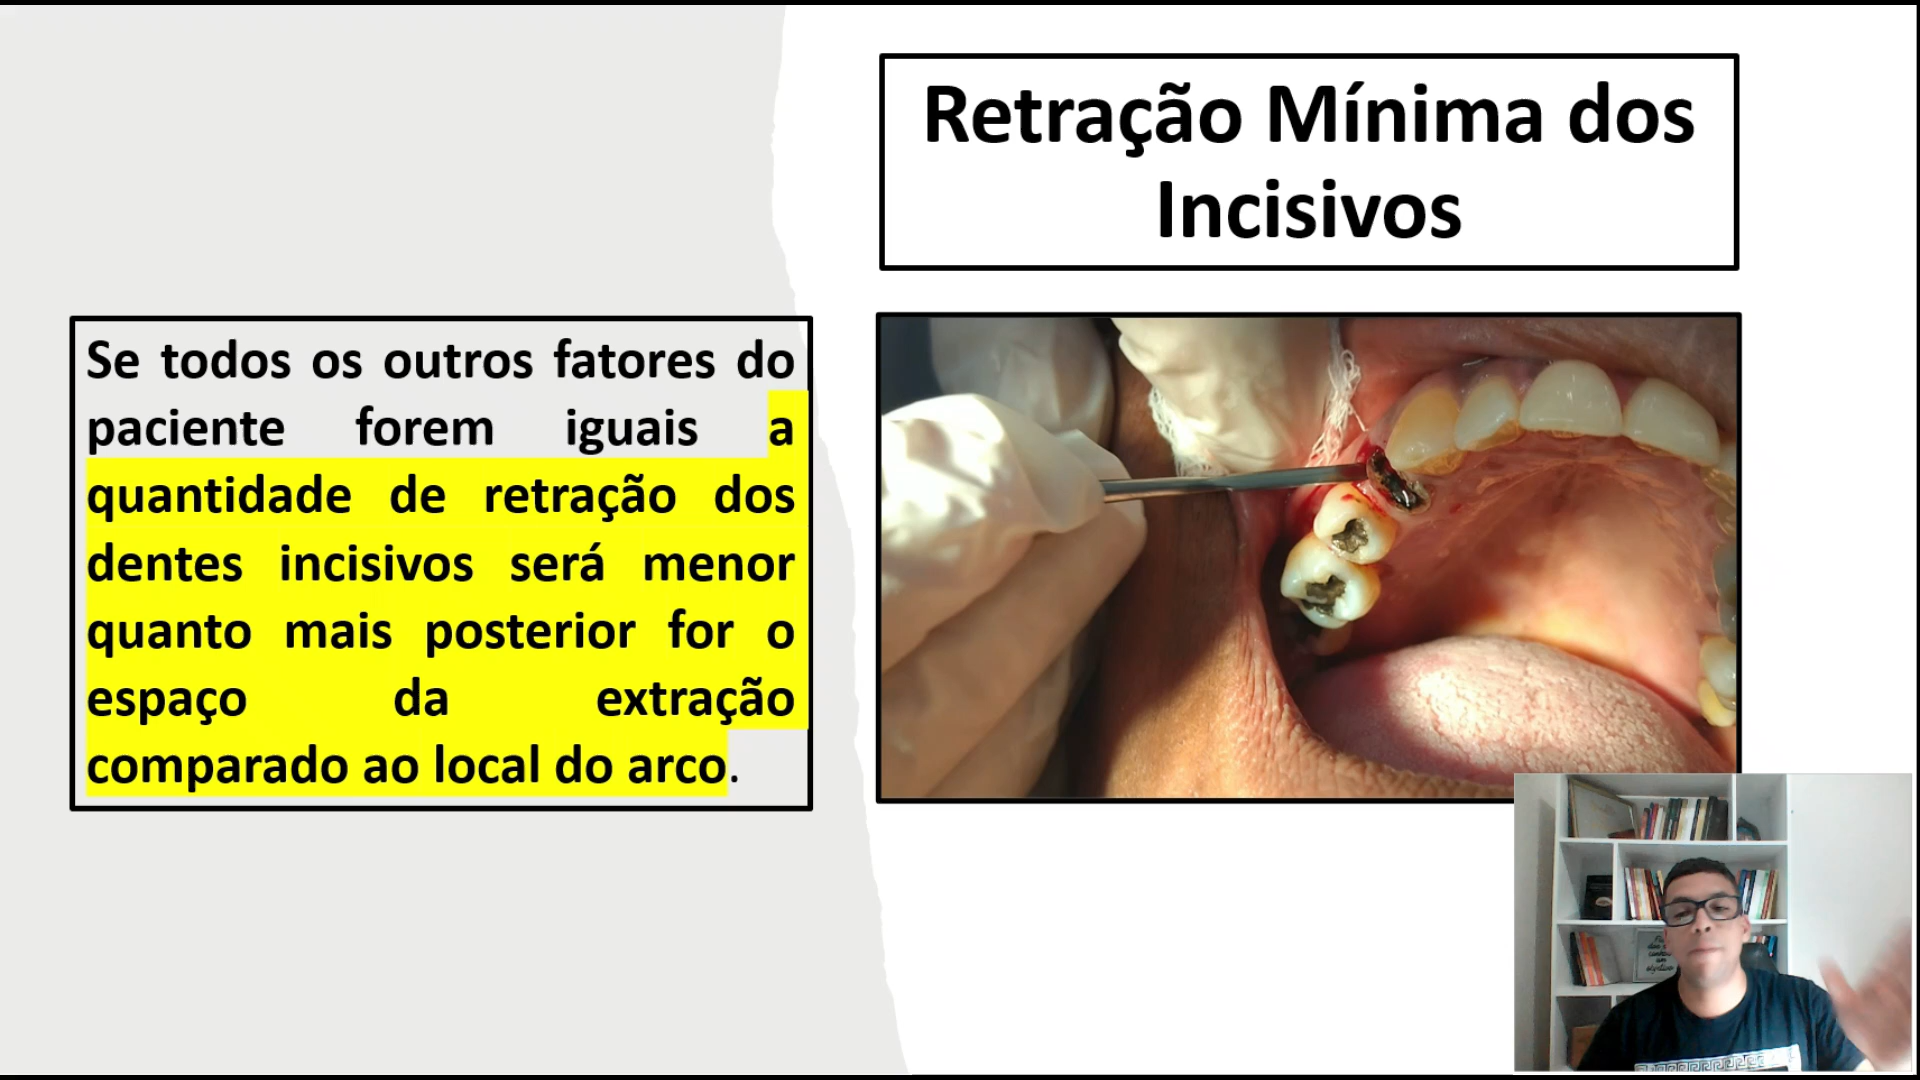 Retração Mínima dos
Incisivos
Se todos os outros fatores do
paciente forem iguais a
quantidade de retração dos
dentes incisivos será menor
quanto mais posterior for o
espaço da extração
comparado ao local do arco.